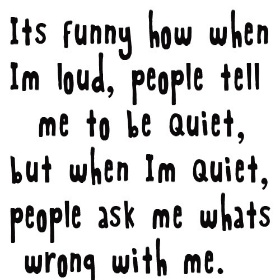 Its funny how when
Im loud, people tell
me to be quiet,
but when Im quiet,
people ask me whats
wrong with me.